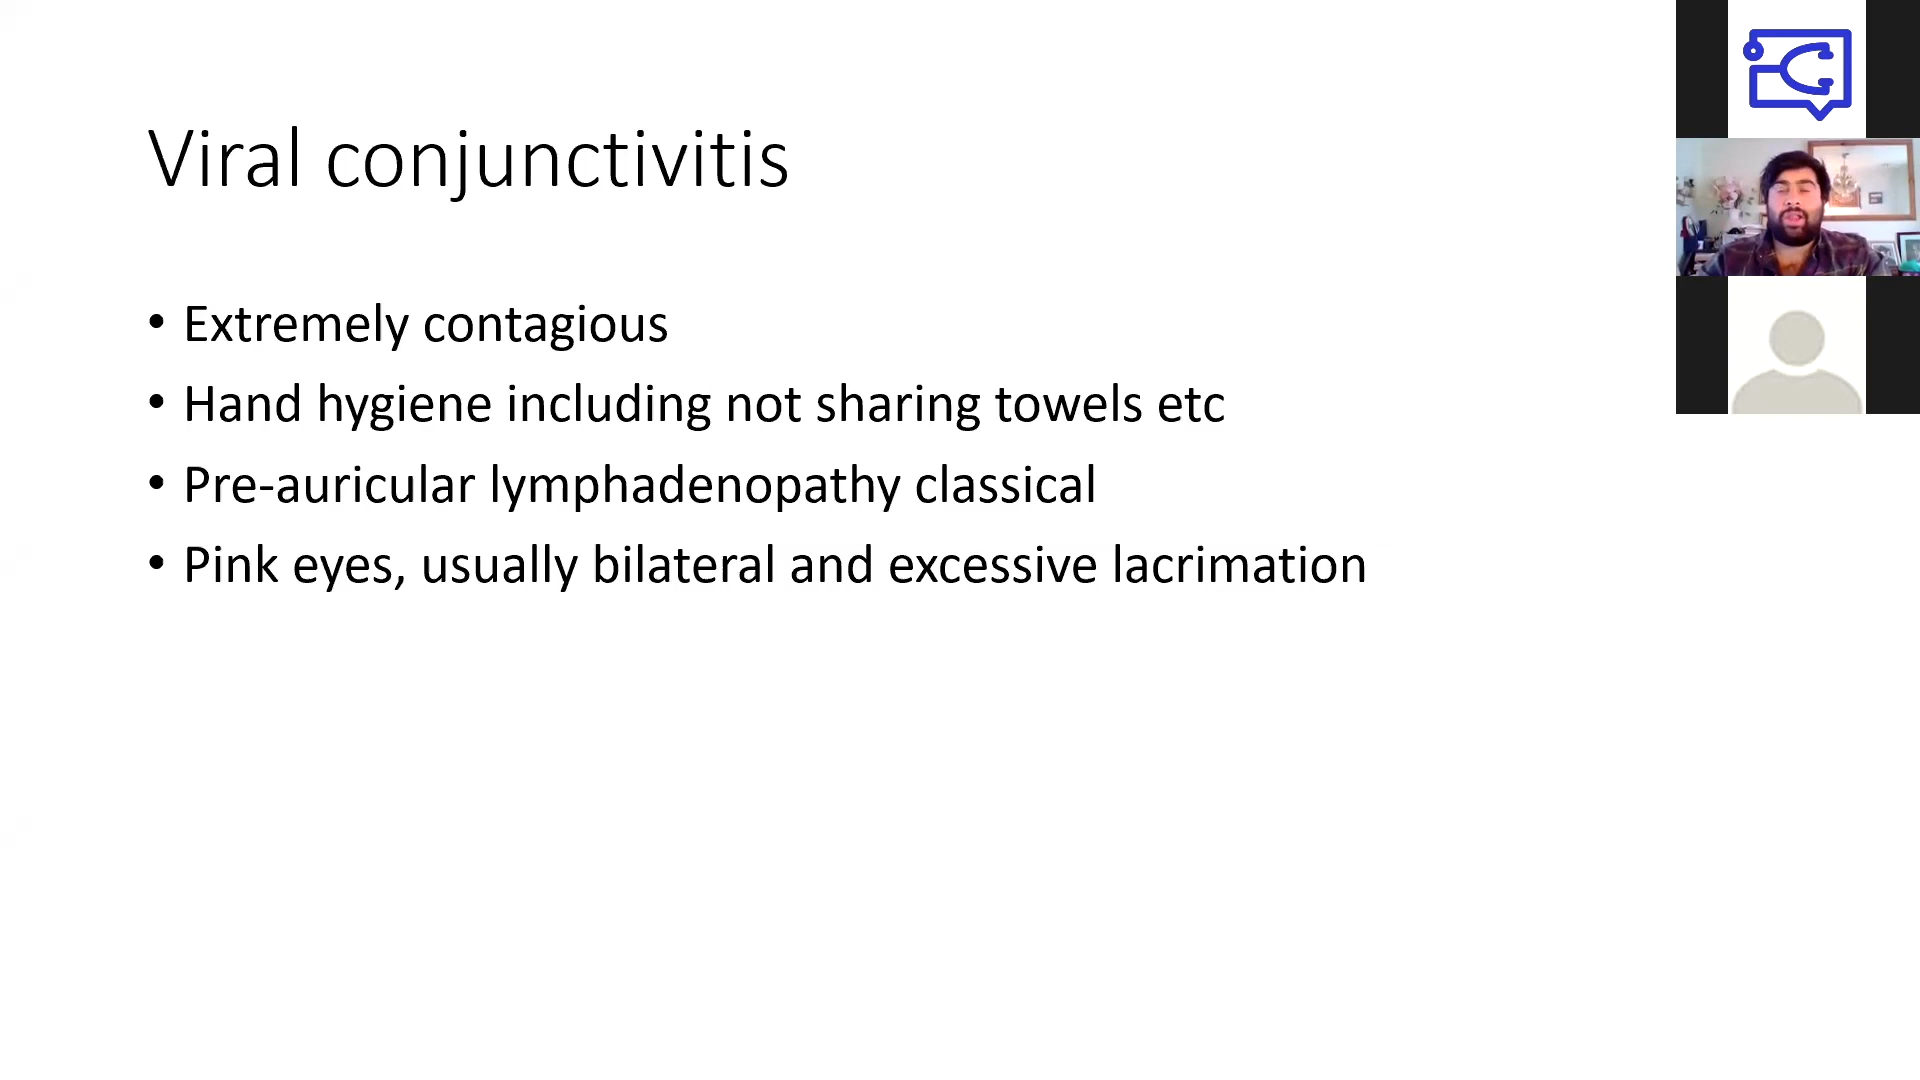 Viral conjunctivitis
• Extremely contagious
• Hand hygiene including not sharing towels etc
• Pre-auricular lymphadenopathy classical
• Pink eyes, usually bilateral and excessive lacrimation